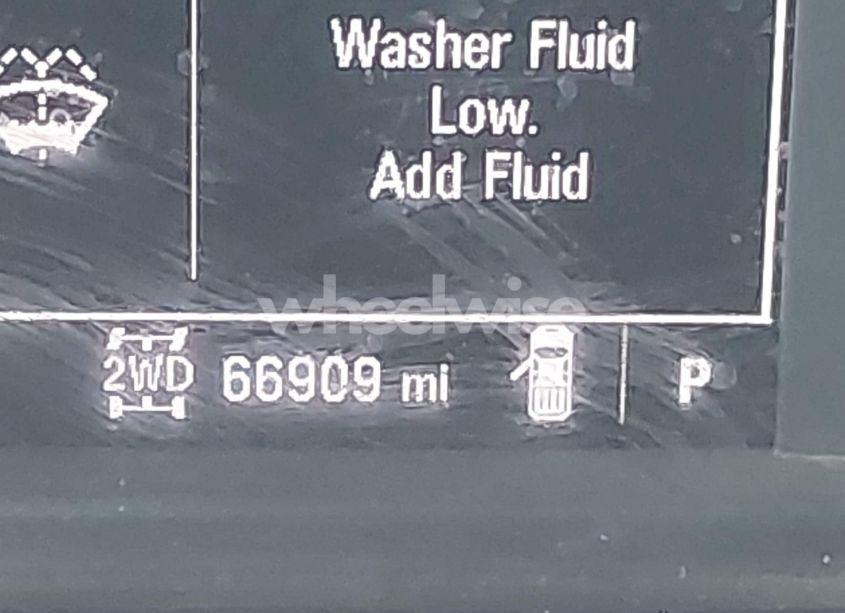 Washer Fluid
Low.
Add Fluid
wheelwise
2WD 66909 mi P